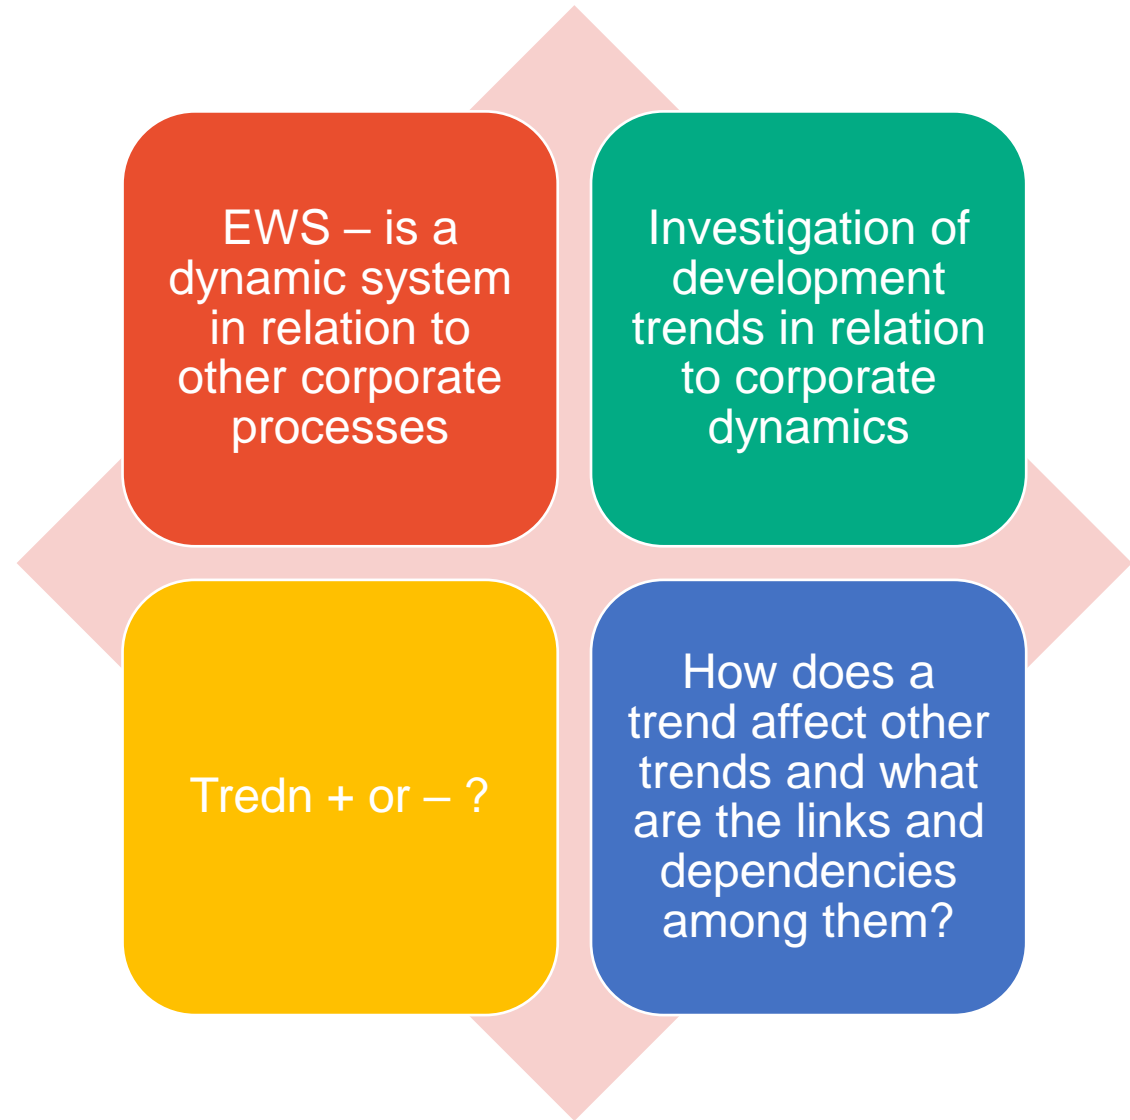 EWS – is a
dynamic system
in relation to
other corporate
processes
Investigation of
development
trends in relation
to corporate
dynamics
Tredn + or – ?
How does a
trend affect other
trends and what
are the links and
dependencies
among them?